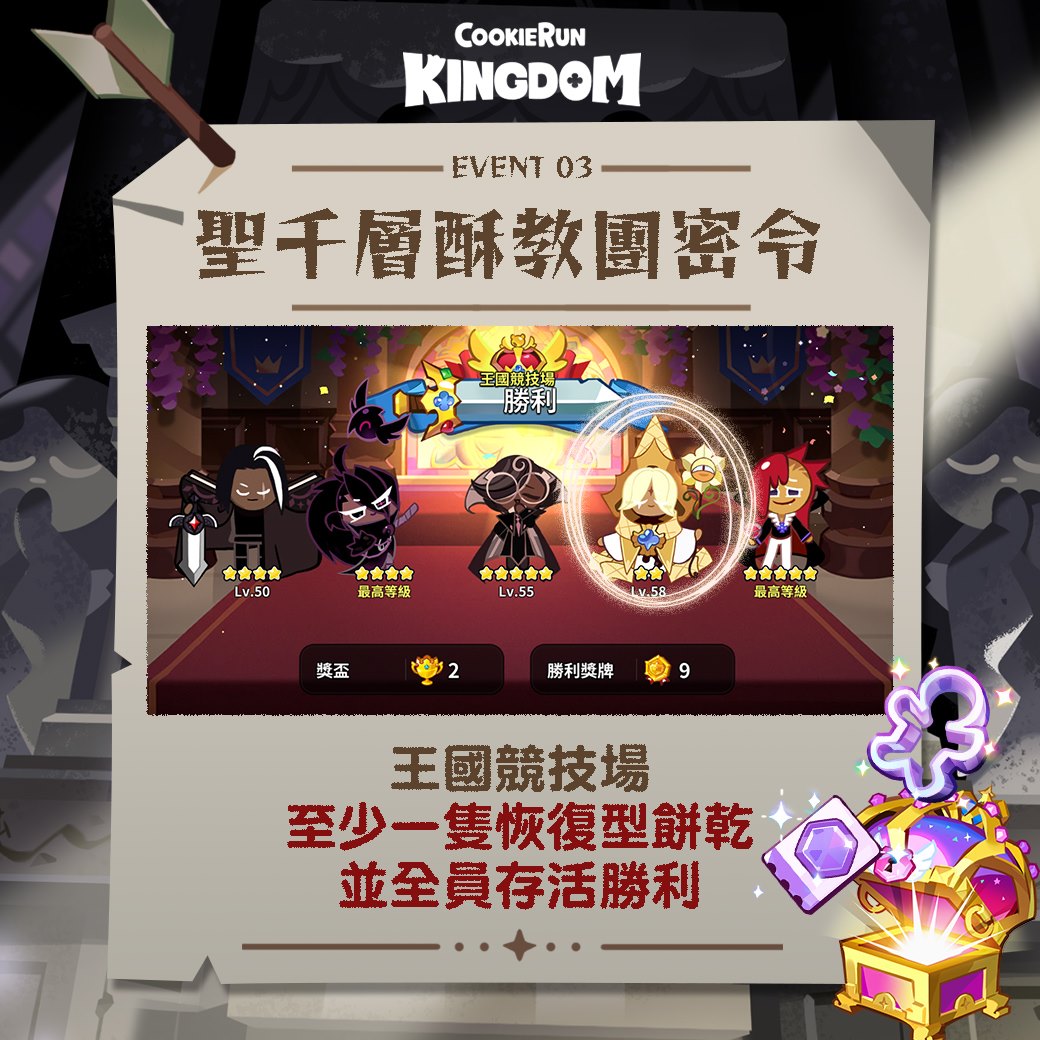 COOKIERUN
KINGDOM
EVENT 03
聖千層酥教團密令
王國競技場
勝利
Lv.50
最高等級
Lv.55
Lv.58
最高等級
獎盃 2
勝利獎牌 9
王國競技場
至少一隻恢復型餅乾
並全員存活勝利